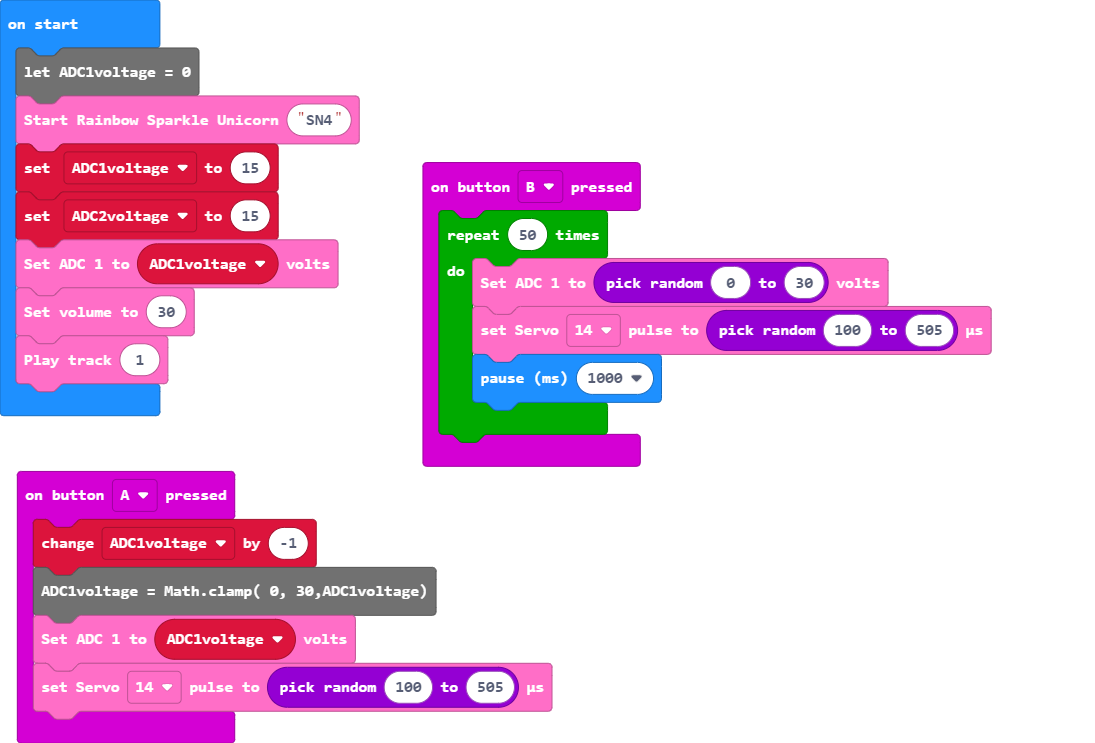 on start
let ADC1voltage = 0
Start Rainbow Sparkle Unicorn "SN4"
set ADC1voltage to 15
set ADC2voltage to 15
Set ADC 1 to ADC1voltage volts
Set volume to 30
Play track 1
on button B pressed
repeat 50 times
do
Set ADC 1 to pick random 0 to 30 volts
set Servo 14 pulse to pick random 100 to 505 µs
pause (ms) 1000
on button A pressed
change ADC1voltage by -1
ADC1voltage = Math.clamp( 0, 30,ADC1voltage)
Set ADC 1 to ADC1voltage volts
set Servo 14 pulse to pick random 100 to 505 µs